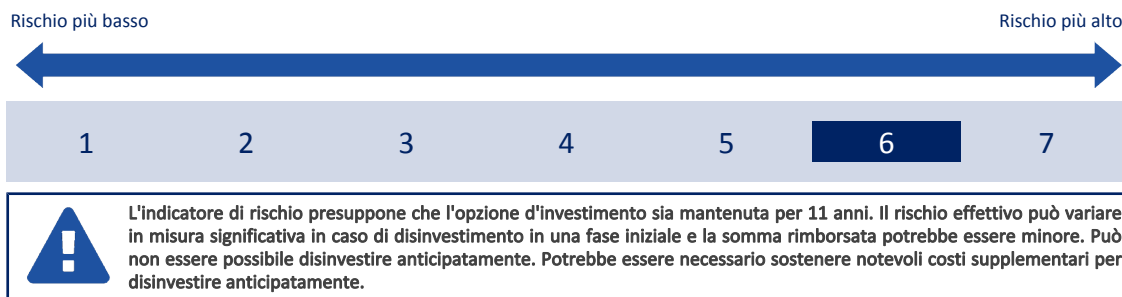 Rischio più basso Rischio più alto
1 2 3 4 5 6 7
L'indicatore di rischio presuppone che l'opzione d'investimento sia mantenuta per 11 anni. Il rischio effettivo può variare
in misura significativa in caso di disinvestimento in una fase iniziale e la somma rimborsata potrebbe essere minore. Può
non essere possibile disinvestire anticipatamente. Potrebbe essere necessario sostenere notevoli costi supplementari per
disinvestire anticipatamente.